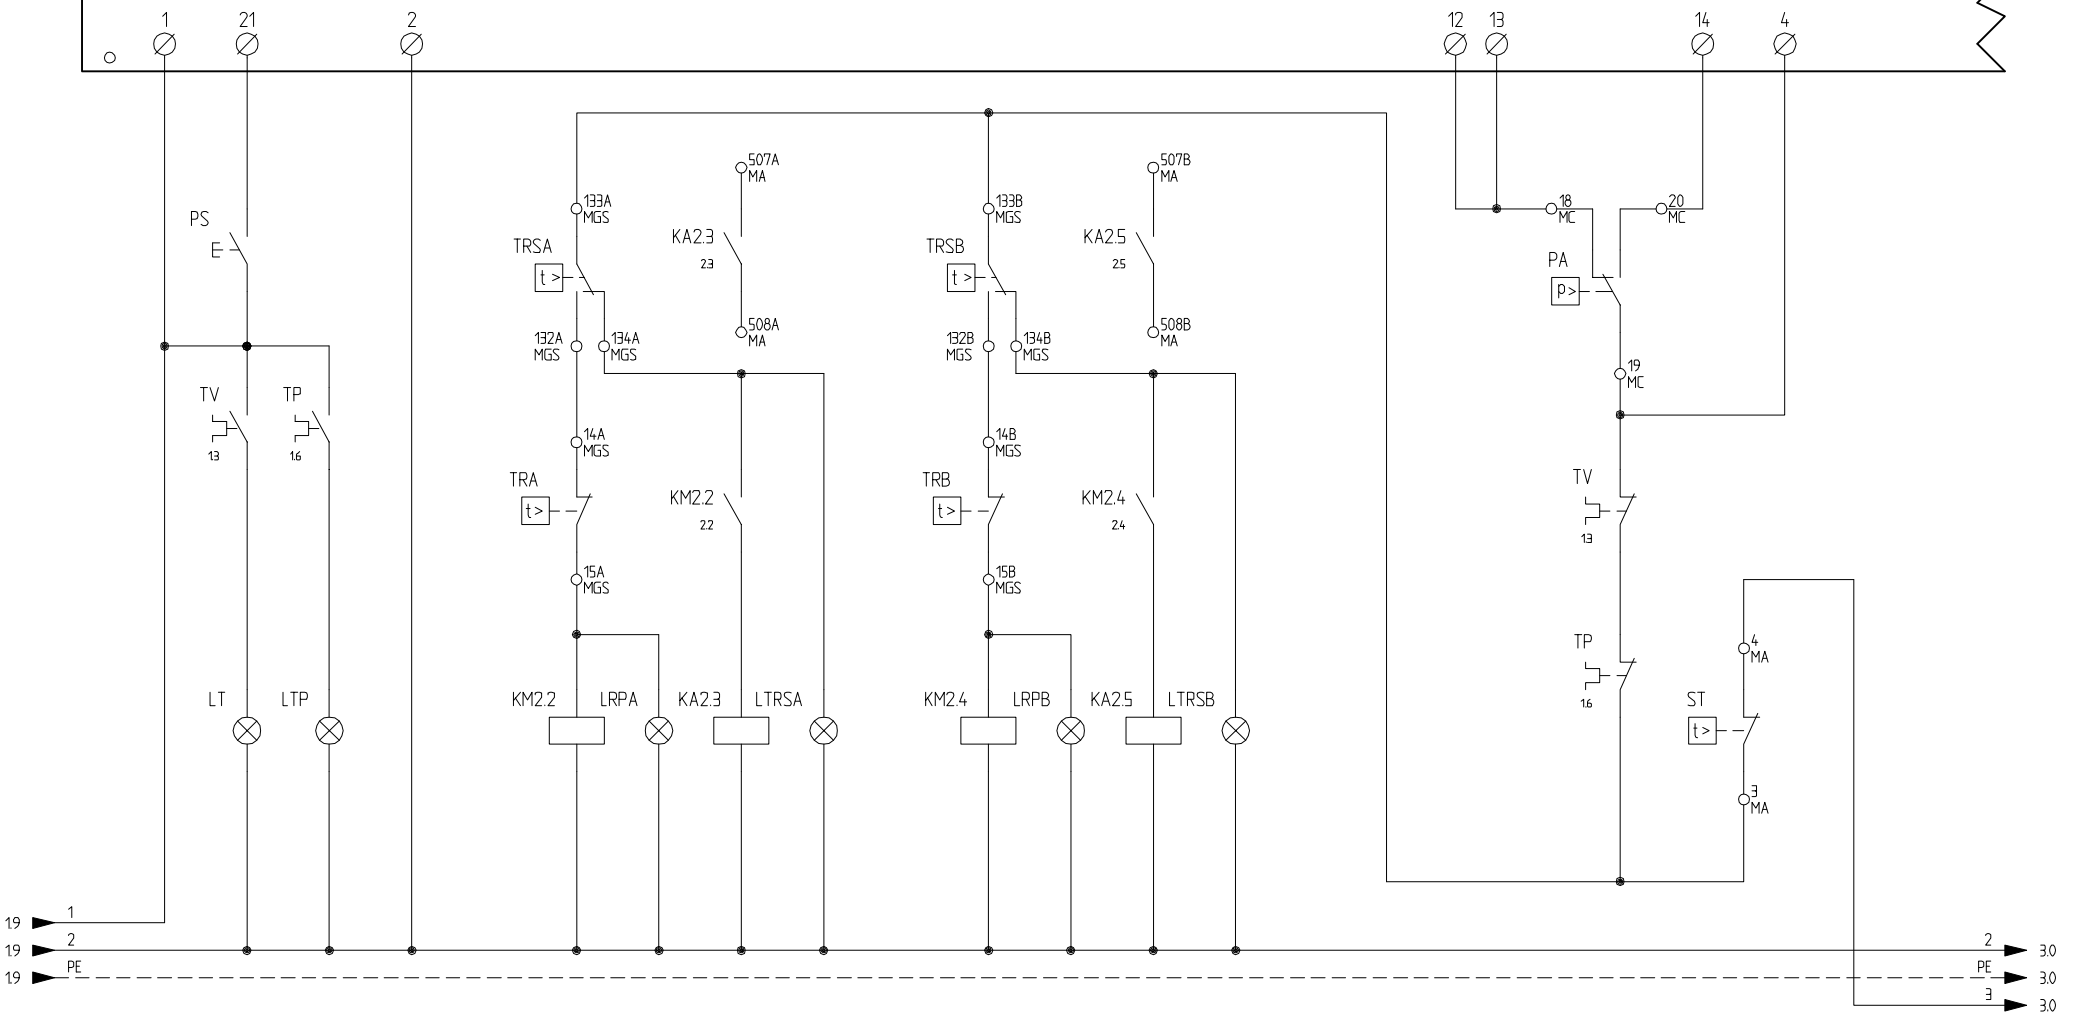 1
21
2
12
13
14
4
507A
MA
507B
MA
133A
MGS
133B
MGS
18
MC
20
MC
PS
E
KA2.3
2.3
KA2.5
2.5
TRSA
t>
TRSB
t>
PA
p>
508A
MA
508B
MA
132A
MGS
134A
MGS
132B
MGS
134B
MGS
19
MC
TV
1.3
TP
1.6
14A
MGS
14B
MGS
TRA
t>
KM2.2
2.2
TRB
t>
KM2.4
2.4
TV
1.3
15A
MGS
15B
MGS
TP
1.6
4
MA
LT
LTP
KM2.2
LRPA
KA2.3
LTRSA
KM2.4
LRPB
KA2.5
LTRSB
ST
t>
3
MA
1.9
1
1.9
2
2
3.0
1.9
PE
PE
3.0
3
3.0